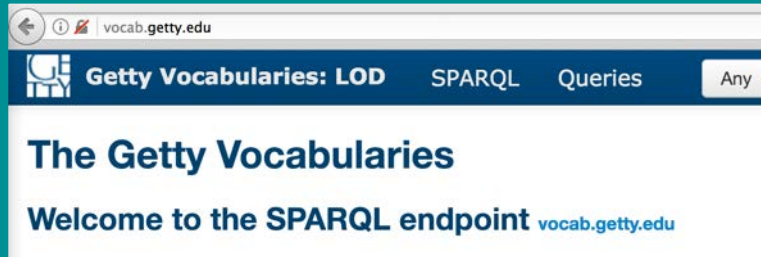 vocab.getty.edu
GETTY Getty Vocabularies: LOD SPARQL Queries Any
The Getty Vocabularies
Welcome to the SPARQL endpoint vocab.getty.edu